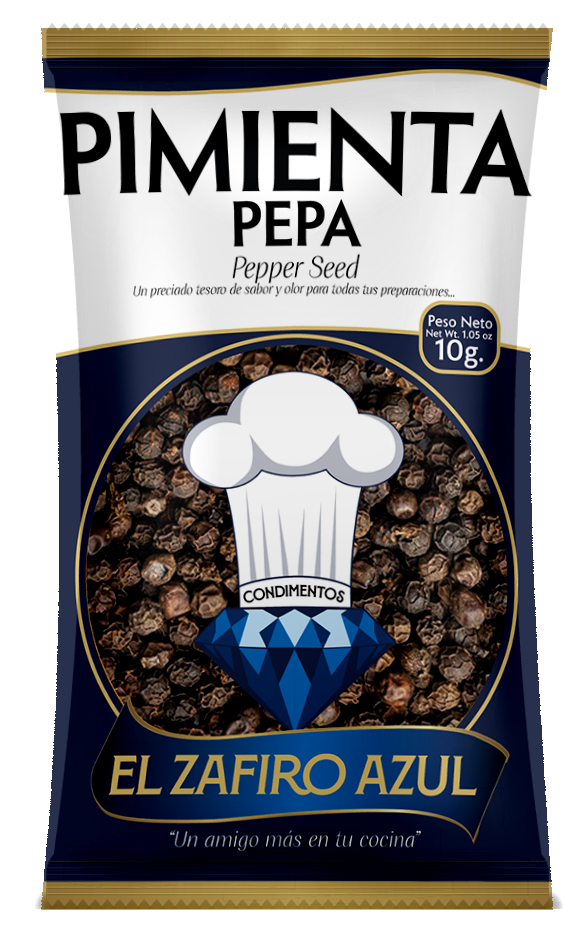 PIMIENTA
PEPA
Pepper Seed
Un preciado tesoro de sabor y olor para todas tus preparaciones...
Peso Neto
Net Wt. 1.05 oz
10g.
CONDIMENTOS
EL ZAFIRO AZUL
“Un amigo más en tu cocina”